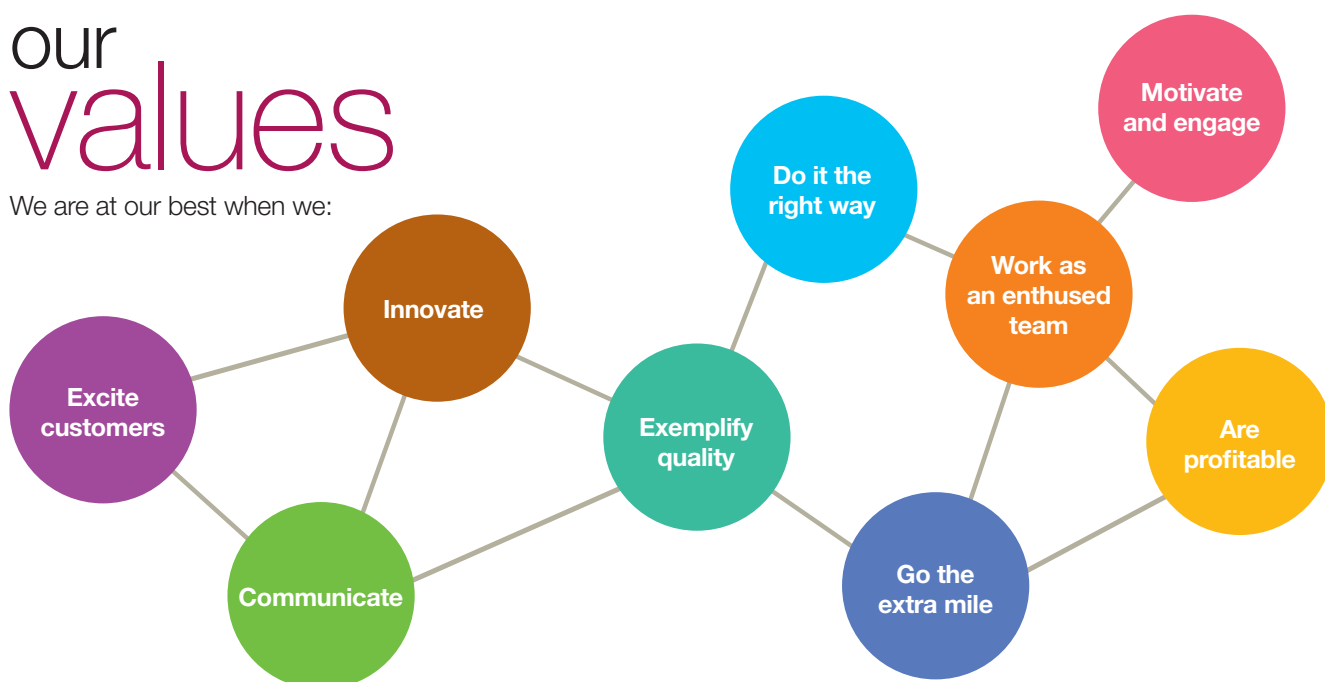 our
values
We are at our best when we:
Excite
customers
Innovate
Communicate
Exemplify
quality
Do it the
right way
Work as
an enthused
team
Motivate
and engage
Go the
extra mile
Are
profitable